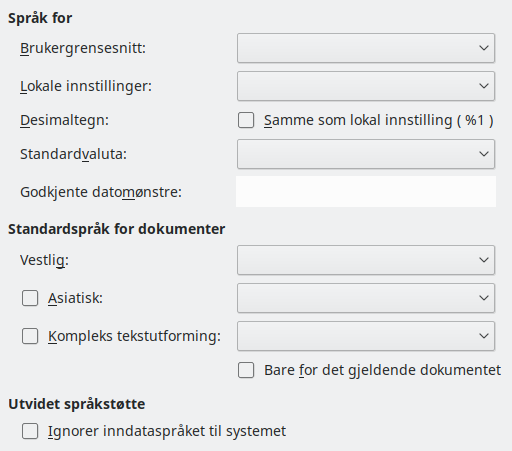 Språk for
Brukergrensesnitt:
Lokale innstillinger:
Desimaltegn:
Samme som lokal innstilling ( %1 )
Standardvaluta:
Godkjente datomønstre:
Standardspråk for dokumenter
Vestlig:
Asiatisk:
Kompleks tekstutforming:
Bare for det gjeldende dokumentet
Utvidet språkstøtte
Ignorer inndataspråket til systemet